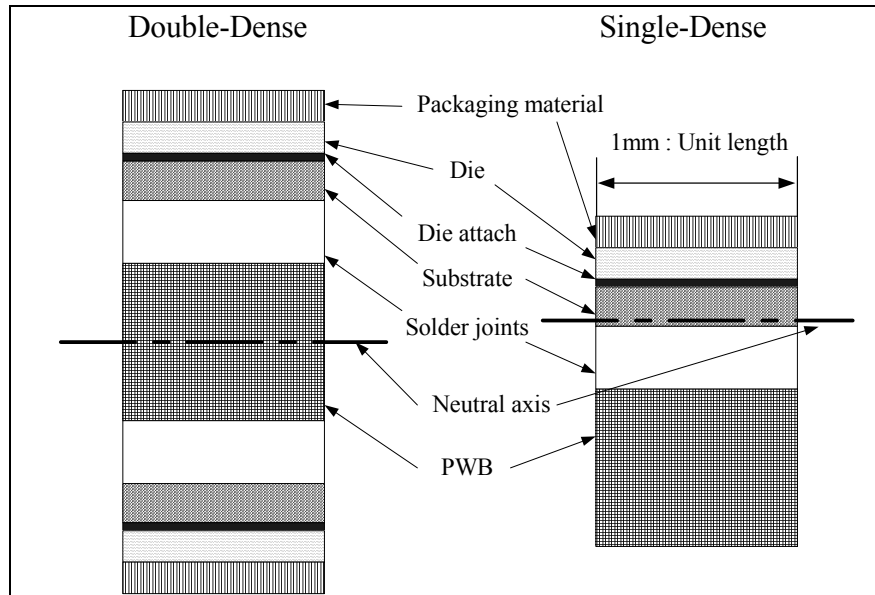 Double-Dense
Single-Dense
Packaging material
1mm : Unit length
Die
Die attach
Substrate
Solder joints
Neutral axis
PWB